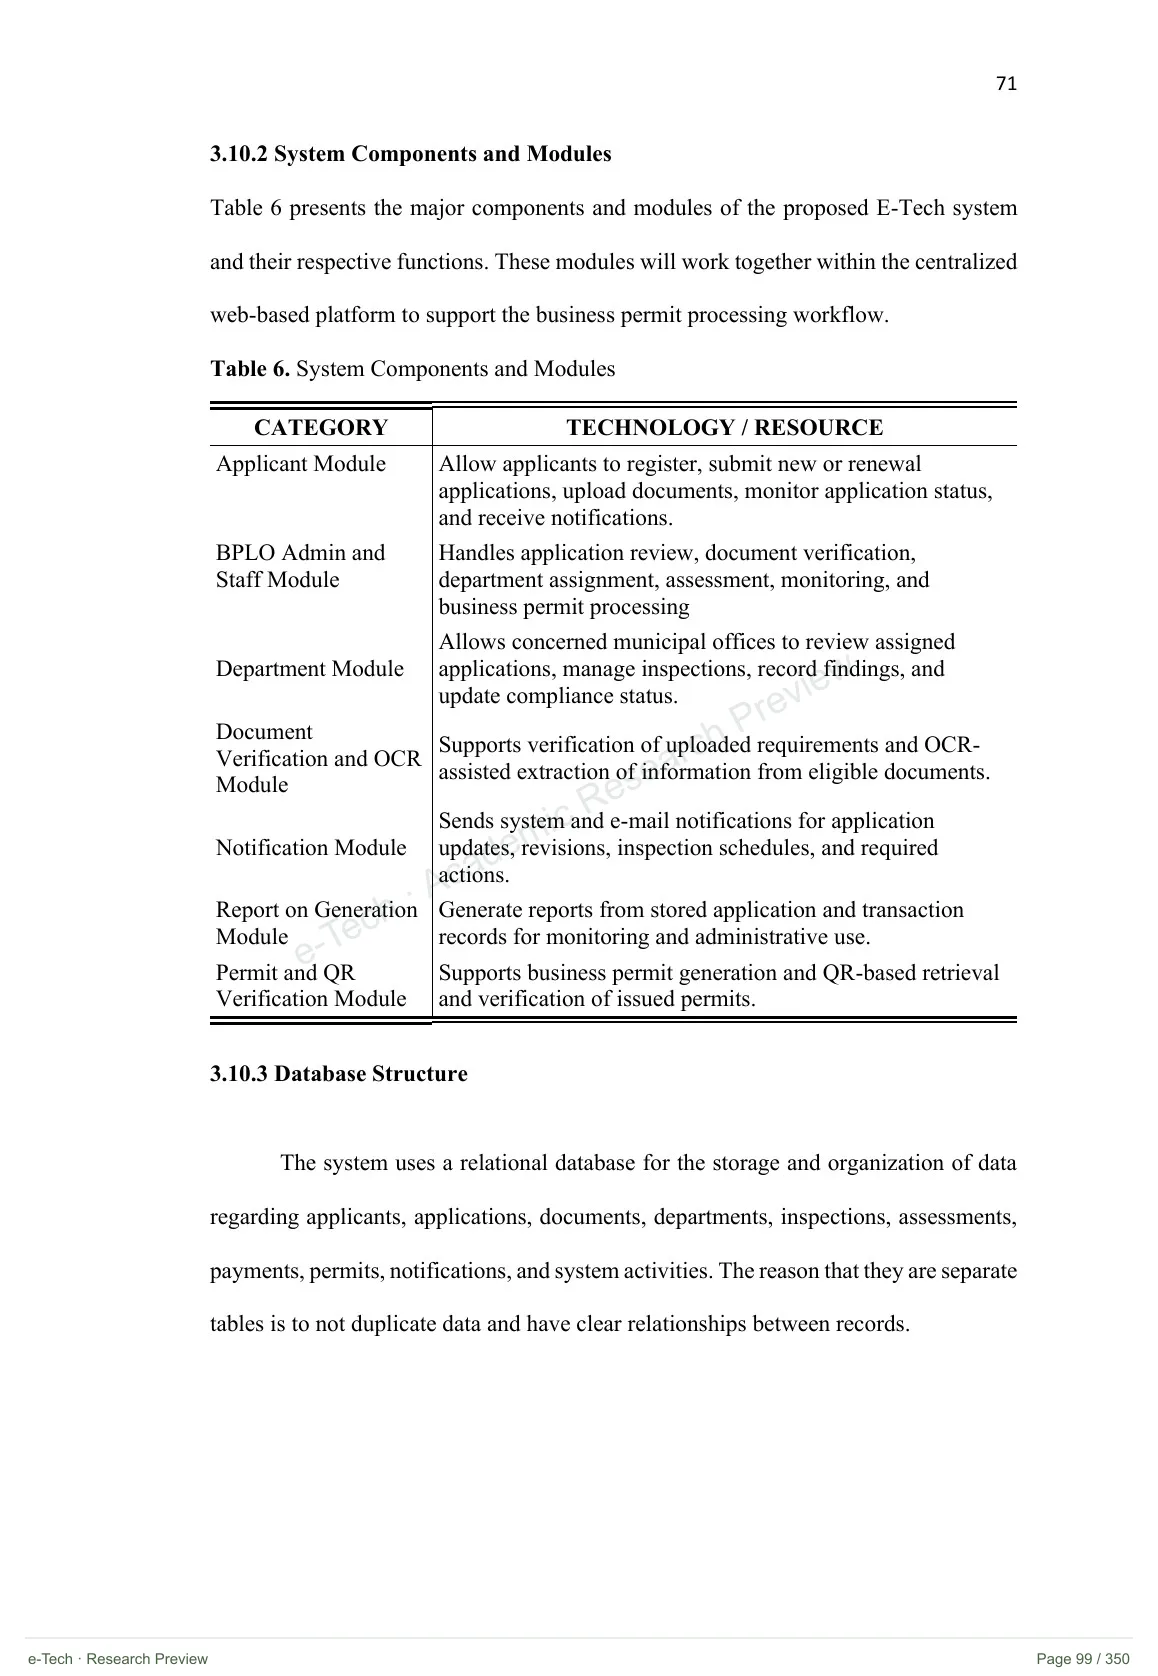 71
3.10.2 System Components and Modules
Table 6 presents the major components and modules of the proposed E-Tech system
and their respective functions. These modules will work together within the centralized
web-based platform to support the business permit processing workflow.
Table 6. System Components and Modules
CATEGORY TECHNOLOGY / RESOURCE
Applicant Module
Allow applicants to register, submit new or renewal
applications, upload documents, monitor application status,
and receive notifications.
BPLO Admin and
Staff Module
Handles application review, document verification,
department assignment, assessment, monitoring, and
business permit processing
Department Module
Allows concerned municipal offices to review assigned
applications, manage inspections, record findings, and
update compliance status.
Document
Verification and OCR
Module
Supports verification of uploaded requirements and OCR-
assisted extraction of information from eligible documents.
Notification Module
Sends system and e-mail notifications for application
updates, revisions, inspection schedules, and required
actions.
Report on Generation
Module
Generate reports from stored application and transaction
records for monitoring and administrative use.
Permit and QR
Verification Module
Supports business permit generation and QR-based retrieval
and verification of issued permits.
e-Tech · Academic Research Preview
3.10.3 Database Structure
The system uses a relational database for the storage and organization of data
regarding applicants, applications, documents, departments, inspections, assessments,
payments, permits, notifications, and system activities. The reason that they are separate
tables is to not duplicate data and have clear relationships between records.
e-Tech · Research Preview
Page 99 / 350